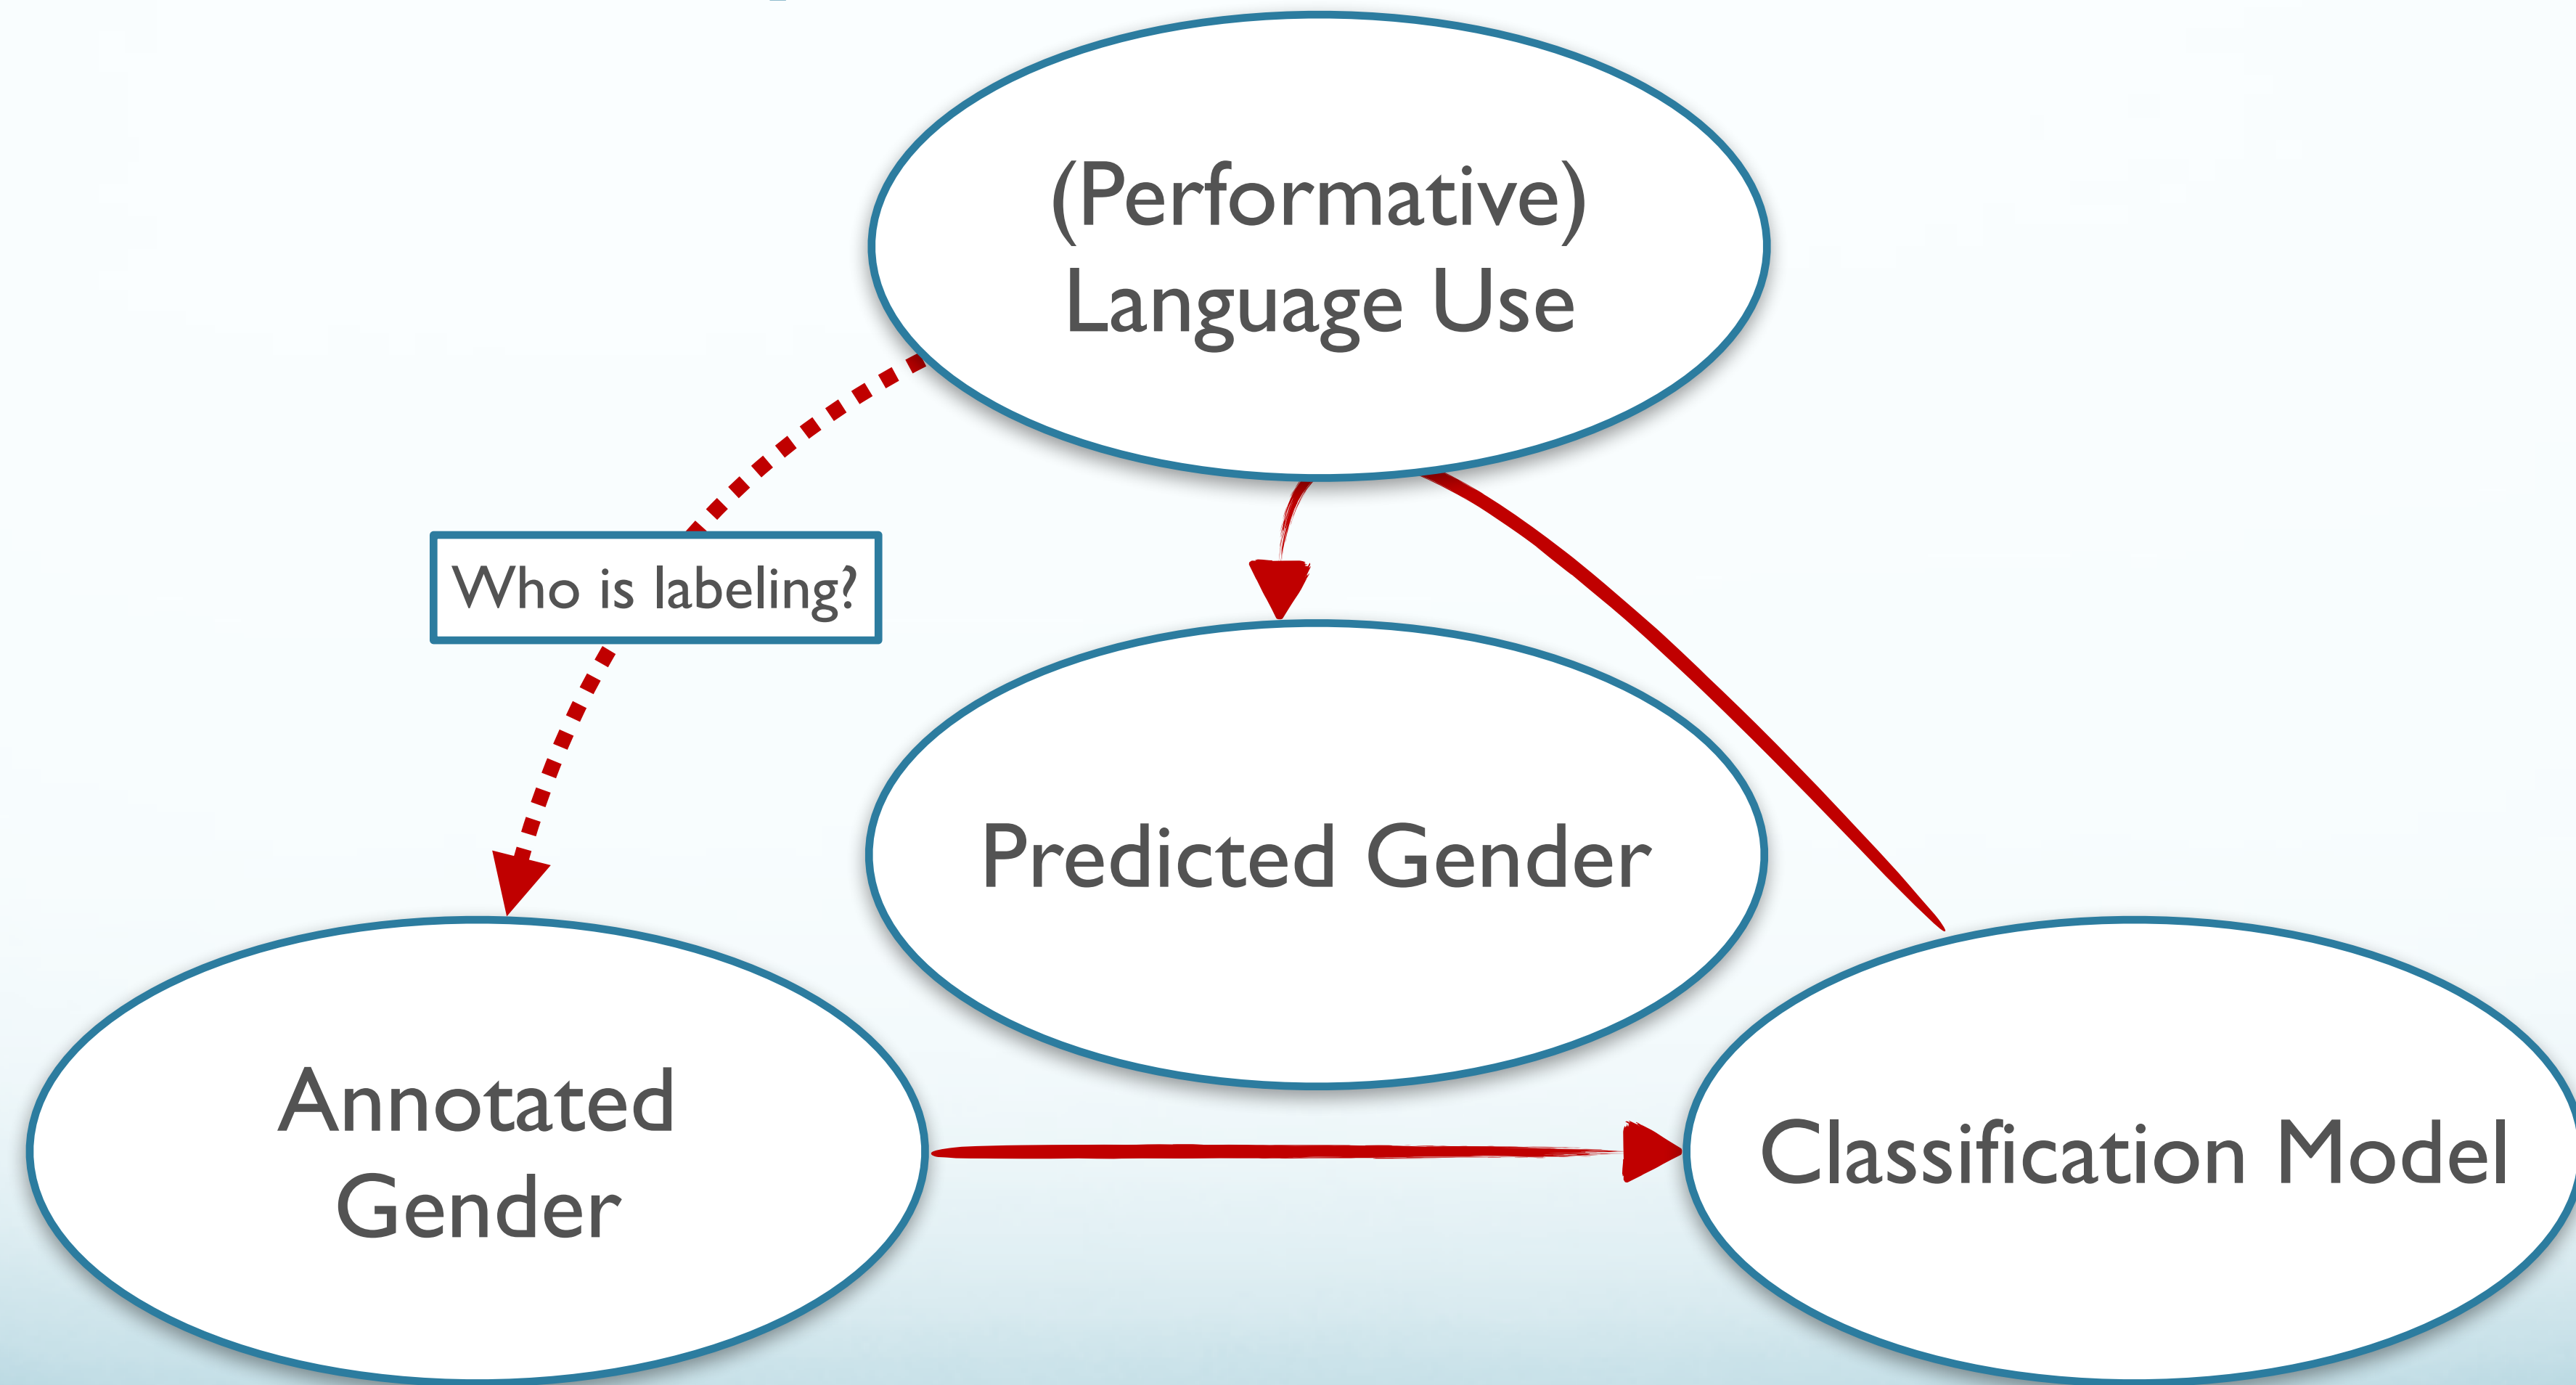 (Performative)
Language Use
Who is labeling?
Predicted Gender
Annotated
Gender
Classification Model